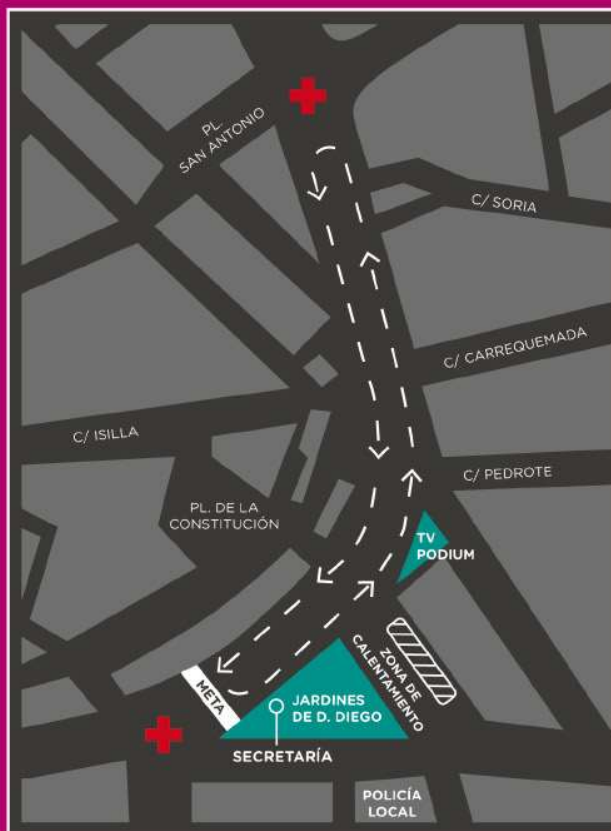 PL.
SAN ANTONIO
C/ SORIA
C/ CARREQUEMADA
C/ ISILLA
C/ PEDROTE
PL. DE LA
CONSTITUCIÓN
TV
PODIUM
ZONA DE
CALENTAMIENTO
META
JARDINES
DE D. DIEGO
SECRETARÍA
POLICÍA
LOCAL